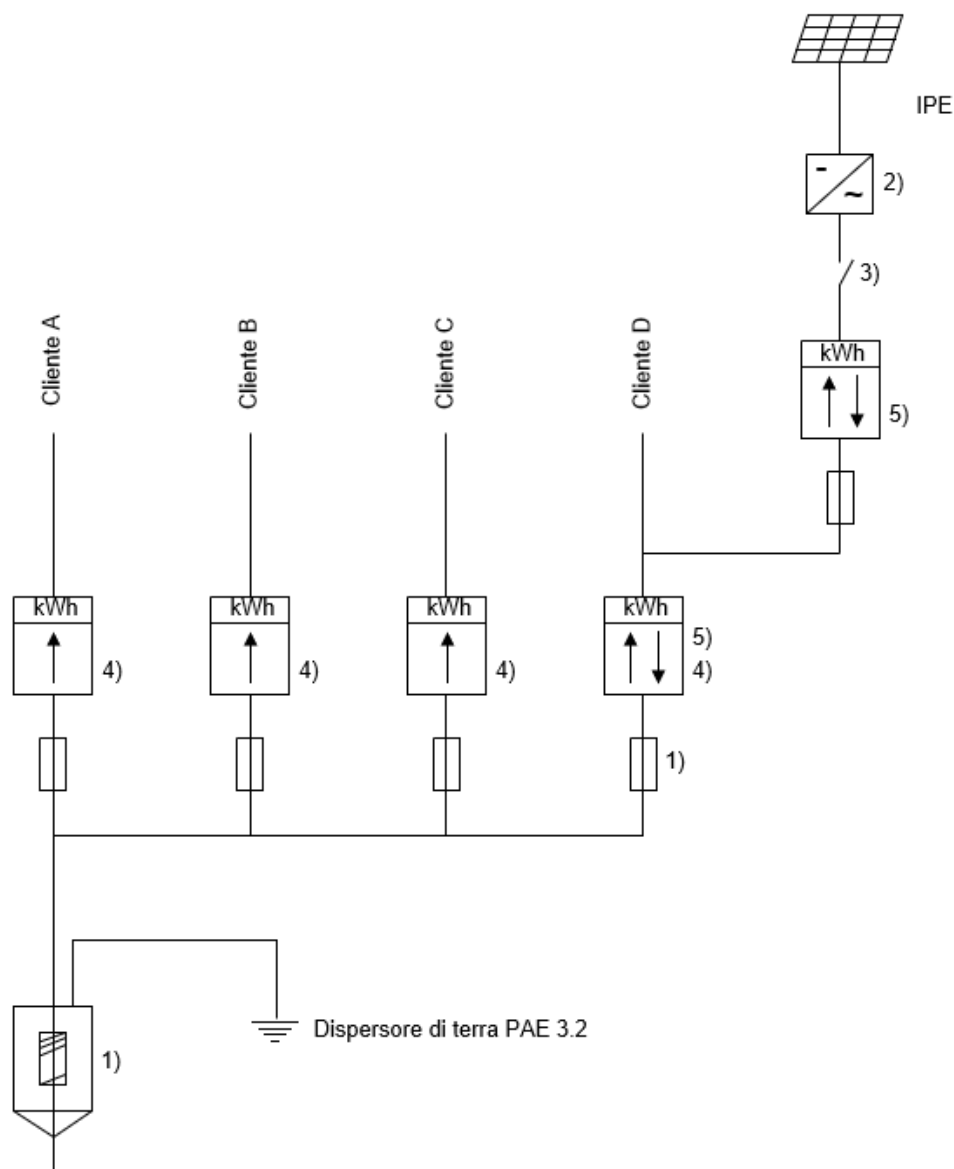 IPE
2)
3)
Cliente A
Cliente B
Cliente C
Cliente D
kWh
5)
kWh
4)
kWh
4)
kWh
4)
kWh
5)
4)
1)
Dispersore di terra PAE 3.2
1)